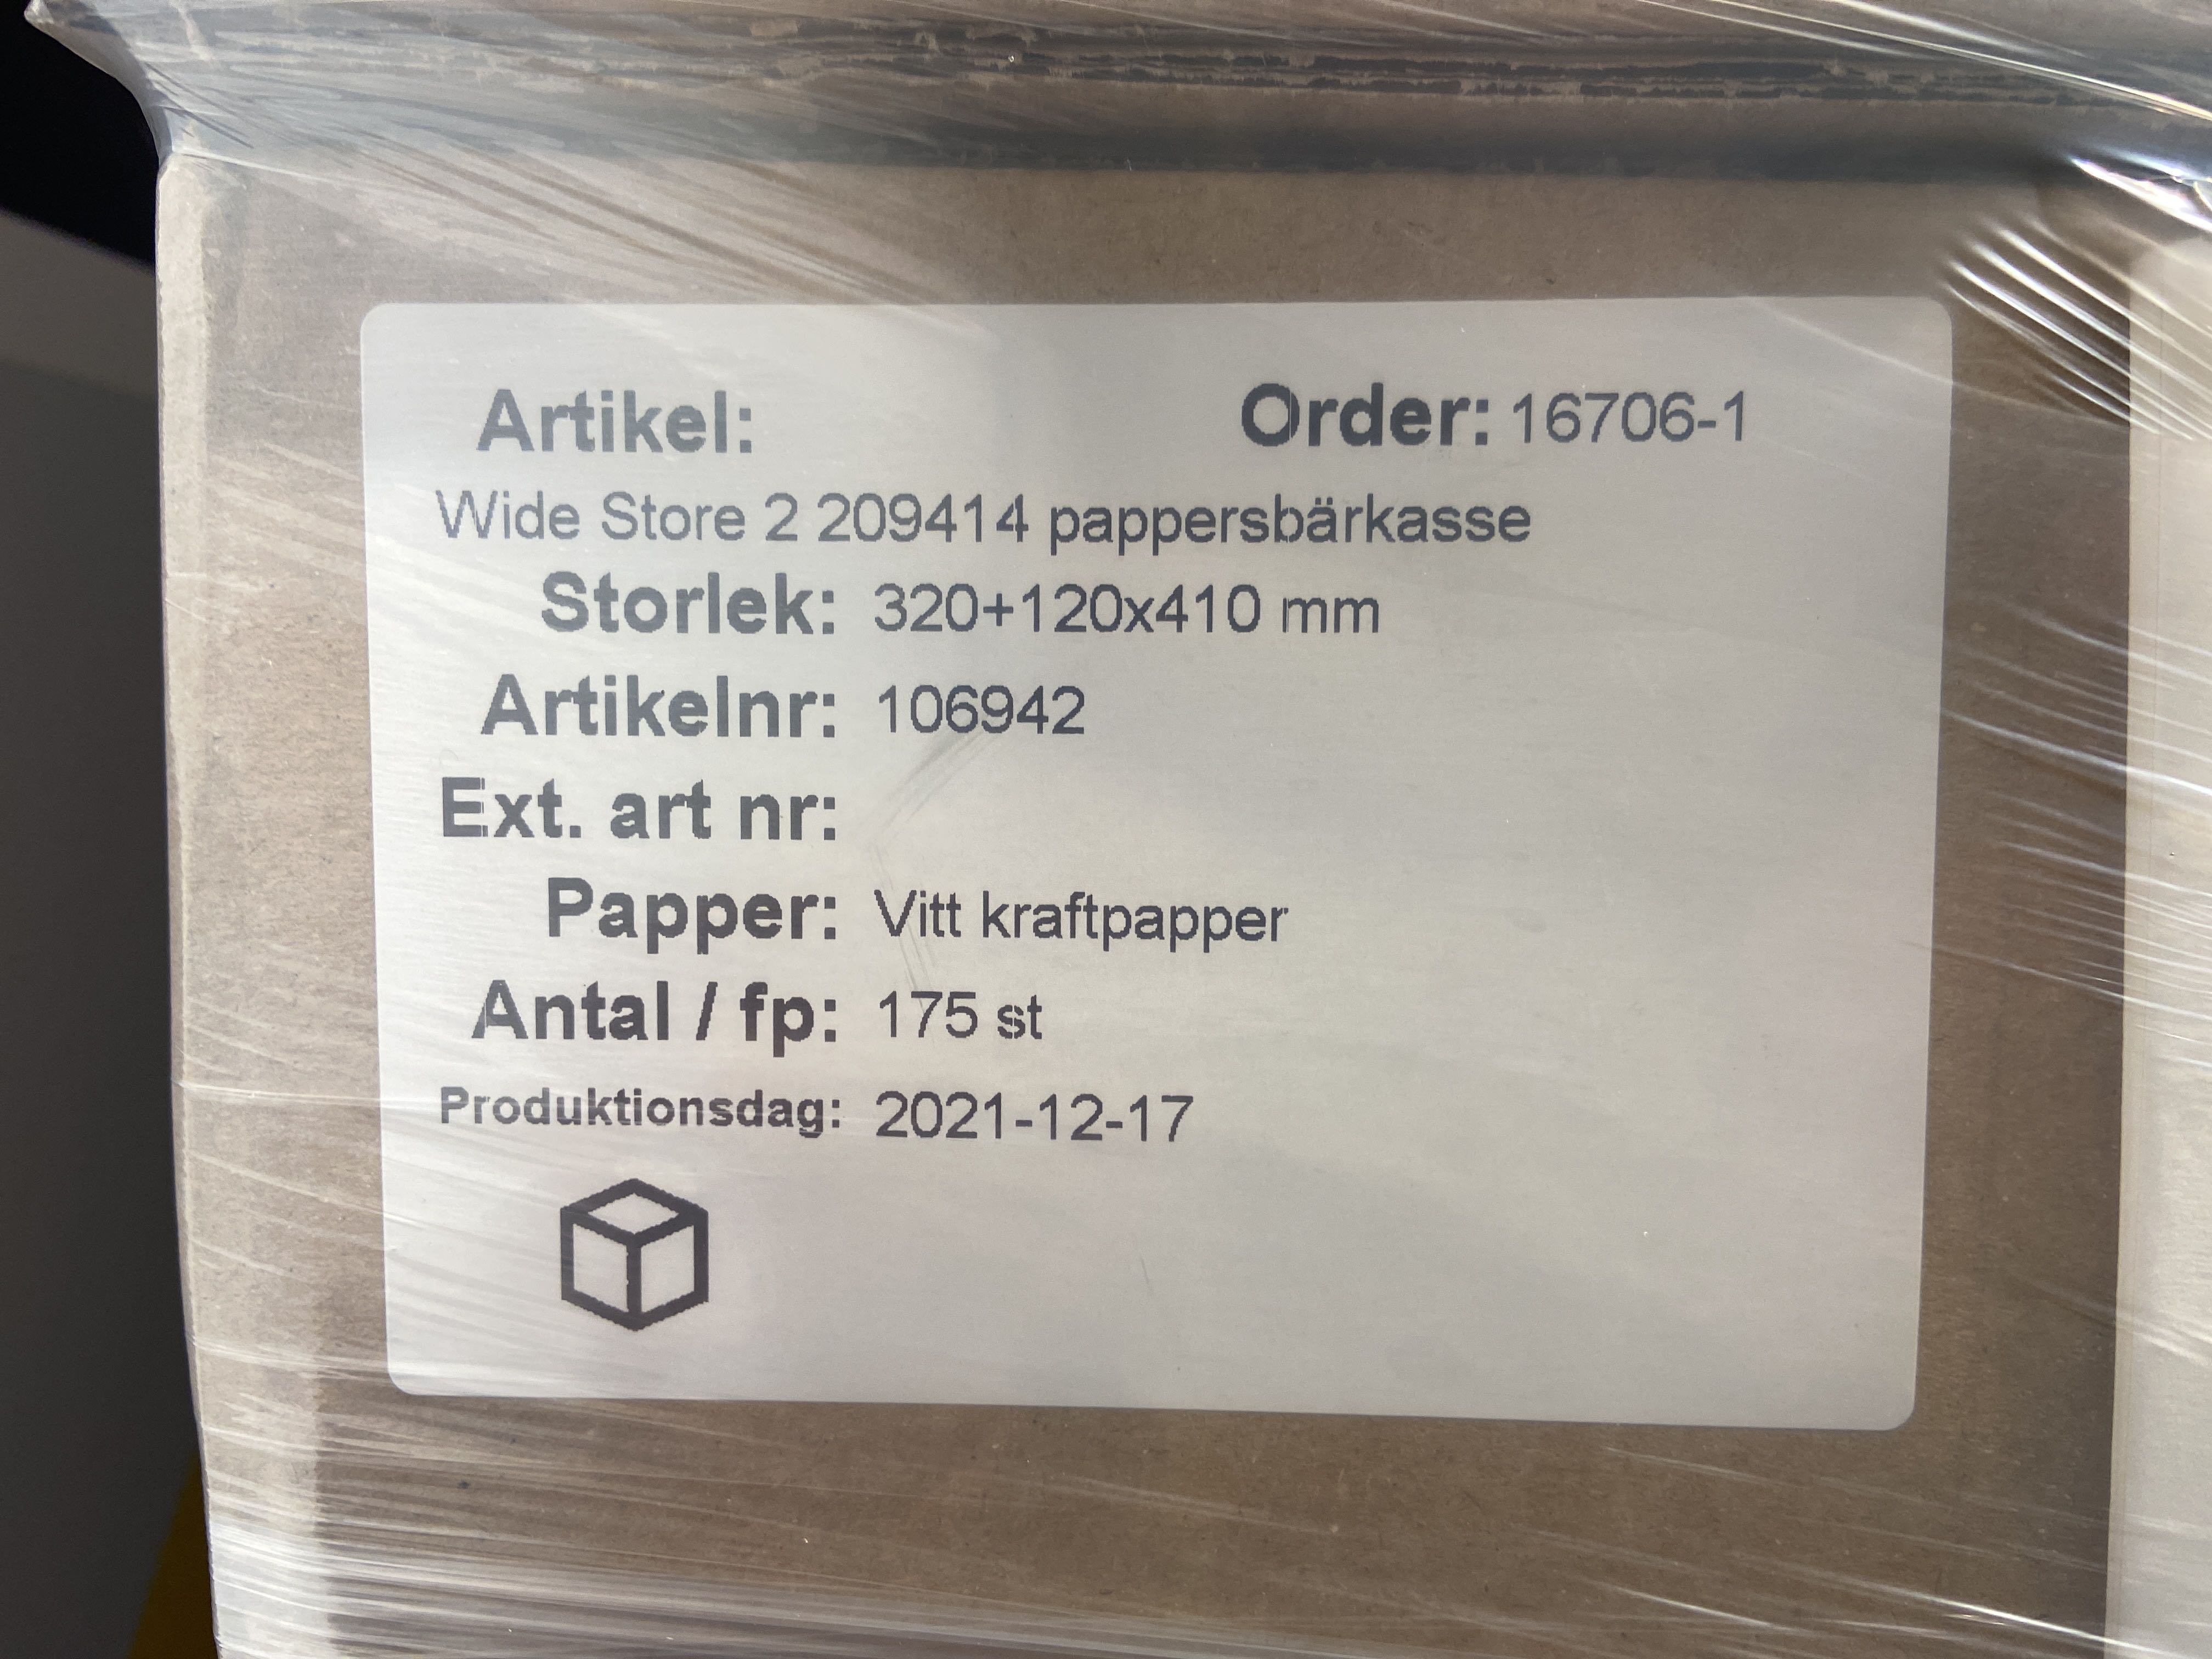 Artikel: Order: 16706-1
Wide Store 2 209414 pappersbärkasse
Storlek: 320+120x410 mm
Artikelnr: 106942
Ext. art nr:
Papper: Vitt kraftpapper
Antal / fp: 175 st
Produktionsdag: 2021-12-17